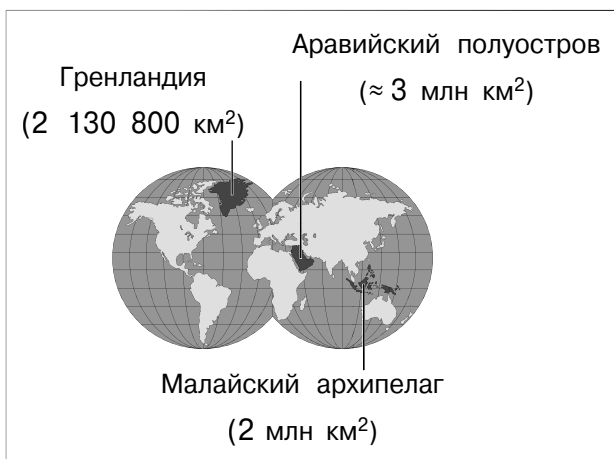 Аравийский полуостров
(≈ 3 млн км²)
Гренландия
(2 130 800 км²)
Малайский архипелаг
(2 млн км²)